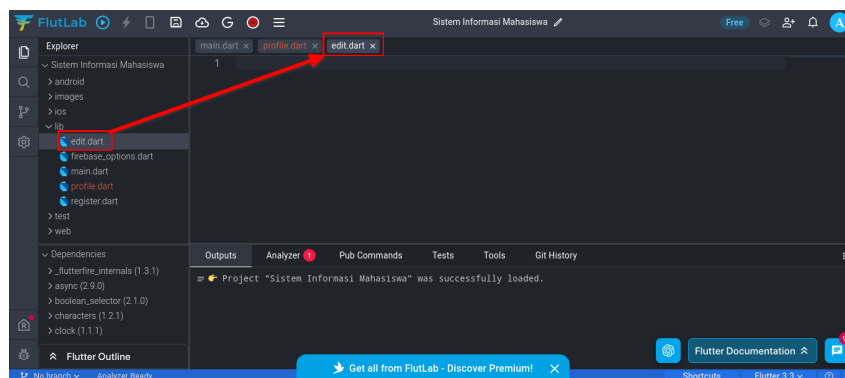 FlutLab
Sistem Informasi Mahasiswa
Free
A
Explorer
Sistem Informasi Mahasiswa
android
images
ios
lib
edit.dart
firebase_options.dart
main.dart
profile.dart
register.dart
test
web
Dependencies
_flutterfire_internals (1.3.1)
async (2.9.0)
boolean_selector (2.1.0)
characters (1.2.1)
clock (1.1.1)
Flutter Outline
main.dart × profile.dart × edit.dart ×
1
Outputs Analyzer 1 Pub Commands Tests Tools Git History
Project "Sistem Informasi Mahasiswa" was successfully loaded.
Flutter Documentation
Get all from FlutLab - Discover Premium!
No branch Analyzer Ready Shortcuts Flutter 3.3